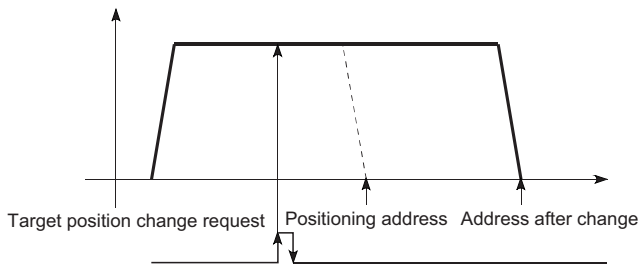 Target position change request
Positioning address
Address after change